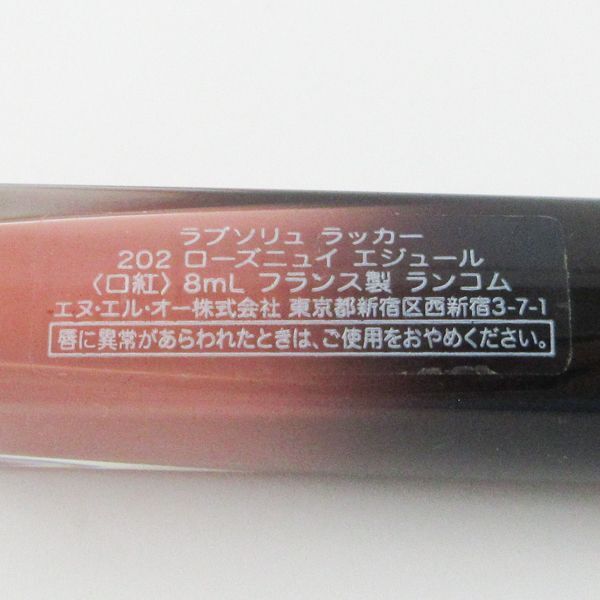 ラプソリュ ラッカー
202 ローズニュイ エジュール
〈口紅〉 8mL フランス製 ランコム
エヌ・エル・オー株式会社 東京都新宿区西新宿3-7-1
唇に異常があらわれたときは、ご使用をおやめください。